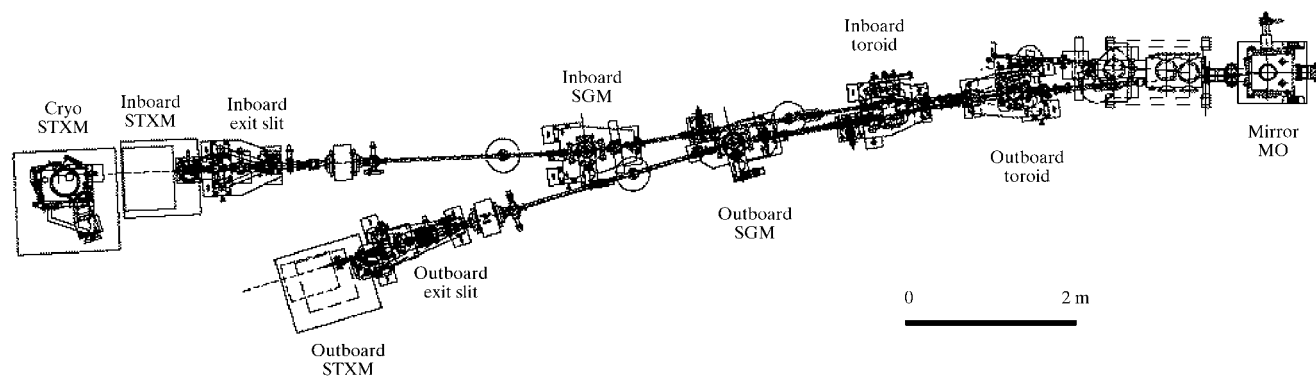 Cryo
STXM
Inboard
STXM
Inboard
exit slit
Inboard
SGM
Inboard
toroid
Mirror
MO
Outboard
toroid
Outboard
SGM
Outboard
exit slit
Outboard
STXM
0
2 m